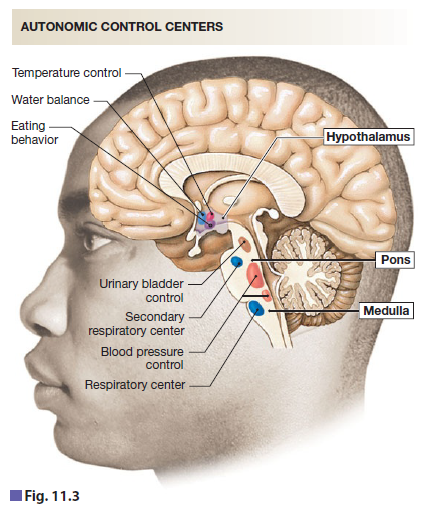 AUTONOMIC CONTROL CENTERS
Temperature control
Water balance
Eating
behavior
Hypothalamus
Pons
Urinary bladder
control
Secondary
respiratory center
Medulla
Blood pressure
control
Respiratory center
Fig. 11.3